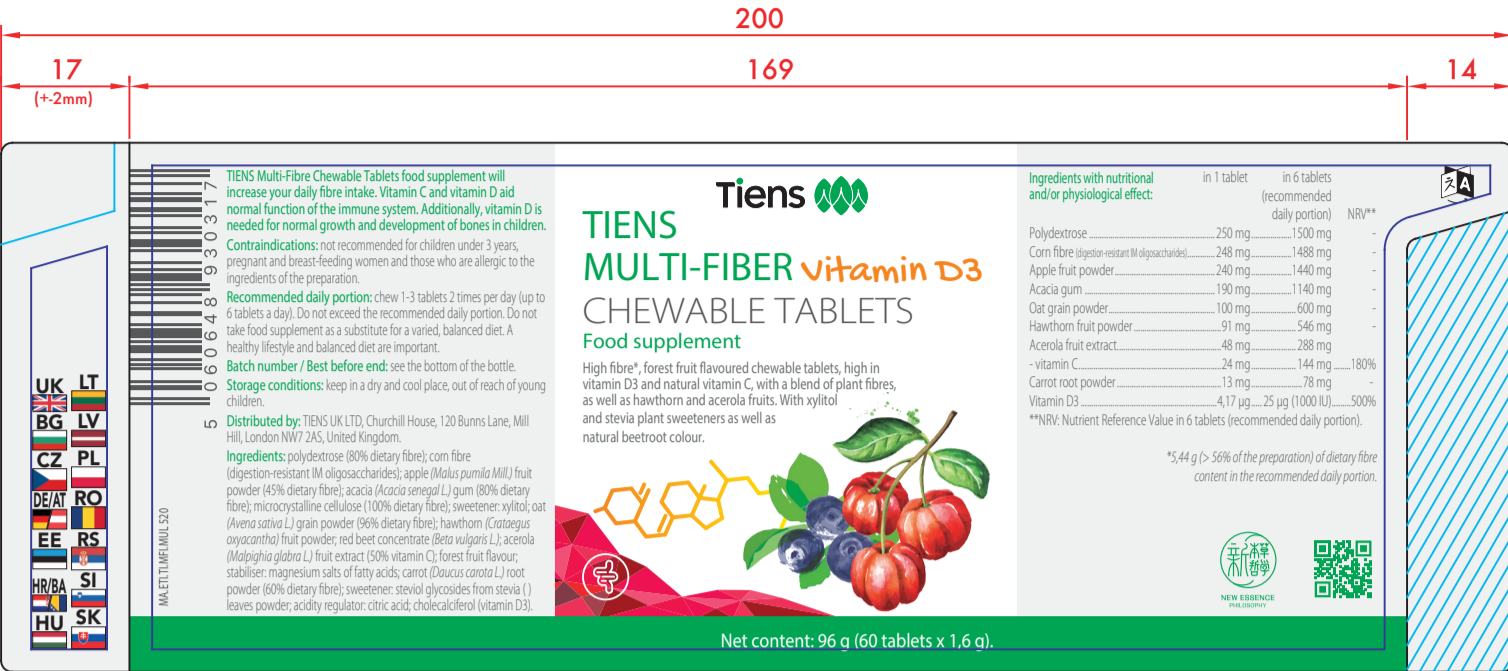 200
17
(+-2mm)
169
14
UK LT
BG LV
CZ PL
DE/AT RO
EE RS
HR/BA SI
HU SK
5 060648 930317
MA.ETI.TLMFI.MUL 520
TIENS Multi-Fibre Chewable Tablets food supplement will
increase your daily fibre intake. Vitamin C and vitamin D aid
normal function of the immune system. Additionally, vitamin D is
needed for normal growth and development of bones in children.
Contraindications: not recommended for children under 3 years,
pregnant and breast-feeding women and those who are allergic to the
ingredients of the preparation.
Recommended daily portion: chew 1-3 tablets 2 times per day (up to
6 tablets a day). Do not exceed the recommended daily portion. Do not
take food supplement as a substitute for a varied, balanced diet. A
healthy lifestyle and balanced diet are important.
Batch number / Best before end: see the bottom of the bottle.
Storage conditions: keep in a dry and cool place, out of reach of young
children.
Distributed by: TIENS UK LTD, Churchill House, 120 Bunns Lane, Mill
Hill, London NW7 2AS, United Kingdom.
Ingredients: polydextrose (80% dietary fibre); corn fibre
(digestion-resistant IM oligosaccharides); apple (Malus pumila Mill.) fruit
powder (45% dietary fibre); acacia (Acacia senegal L.) gum (80% dietary
fibre); microcrystalline cellulose (100% dietary fibre); sweetener: xylitol; oat
(Avena sativa L.) grain powder (96% dietary fibre); hawthorn (Crataegus
oxyacantha) fruit powder; red beet concentrate (Beta vulgaris L.); acerola
(Malpighia glabra L.) fruit extract (50% vitamin C); forest fruit flavour;
stabiliser: magnesium salts of fatty acids; carrot (Daucus carota L.) root
powder (60% dietary fibre); sweetener: steviol glycosides from stevia ( )
leaves powder; acidity regulator: citric acid; cholecalciferol (vitamin D3).
Tiens
TIENS
MULTI-FIBER Vitamin D3
CHEWABLE TABLETS
Food supplement
High fibre*, forest fruit flavoured chewable tablets, high in
vitamin D3 and natural vitamin C, with a blend of plant fibres,
as well as hawthorn and acerola fruits. With xylitol
and stevia plant sweeteners as well as
natural beetroot colour.
Net content: 96 g (60 tablets x 1,6 g).
Ingredients with nutritional in 1 tablet in 6 tablets
and/or physiological effect: (recommended
daily portion) NRV**
Polydextrose 250 mg 1500 mg -
Corn fibre (digestion-resistant IM oligosaccharides) 248 mg 1488 mg -
Apple fruit powder 240 mg 1440 mg -
Acacia gum 190 mg 1140 mg -
Oat grain powder 100 mg 600 mg -
Hawthorn fruit powder 91 mg 546 mg -
Acerola fruit extract 48 mg 288 mg
- vitamin C 24 mg 144 mg 180%
Carrot root powder 13 mg 78 mg -
Vitamin D3 4,17 µg 25 µg (1000 IU) 500%
**NRV: Nutrient Reference Value in 6 tablets (recommended daily portion).
*5,44 g (> 56% of the preparation) of dietary fibre
content in the recommended daily portion.
新本草哲學
NEW ESSENCE
PHILOSOPHY
文 A